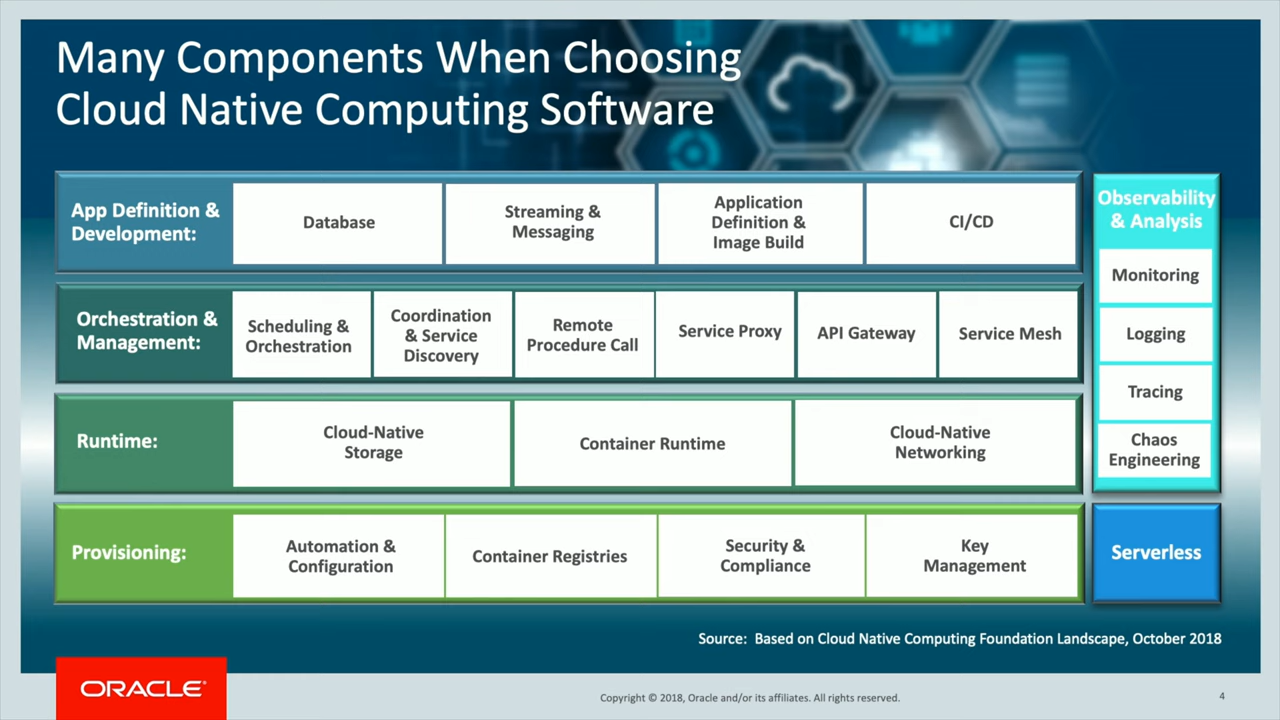 Many Components When Choosing
Cloud Native Computing Software
App Definition &
Development:
Database
Streaming &
Messaging
Application
Definition &
Image Build
CI/CD
Orchestration &
Management:
Scheduling &
Orchestration
Coordination
& Service
Discovery
Remote
Procedure Call
Service Proxy
API Gateway
Service Mesh
Runtime:
Cloud-Native
Storage
Container Runtime
Cloud-Native
Networking
Provisioning:
Automation &
Configuration
Container Registries
Security &
Compliance
Key
Management
Observability
& Analysis
Monitoring
Logging
Tracing
Chaos
Engineering
Serverless
Source: Based on Cloud Native Computing Foundation Landscape, October 2018
ORACLE®
Copyright © 2018, Oracle and/or its affiliates. All rights reserved.
4